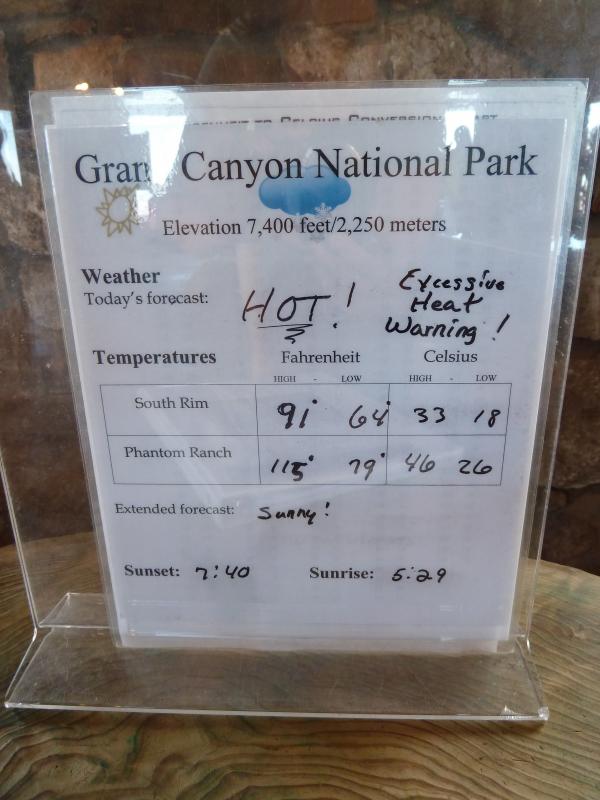 Grand Canyon National Park
Elevation 7,400 feet/2,250 meters
Weather
Today's forecast: HOT! Excessive Heat Warning!
Temperatures Fahrenheit Celsius
HIGH - LOW HIGH - LOW
South Rim 91° 64° 33 18
Phantom Ranch 115° 79° 46 26
Extended forecast: Sunny!
Sunset: 7:40 Sunrise: 5:29